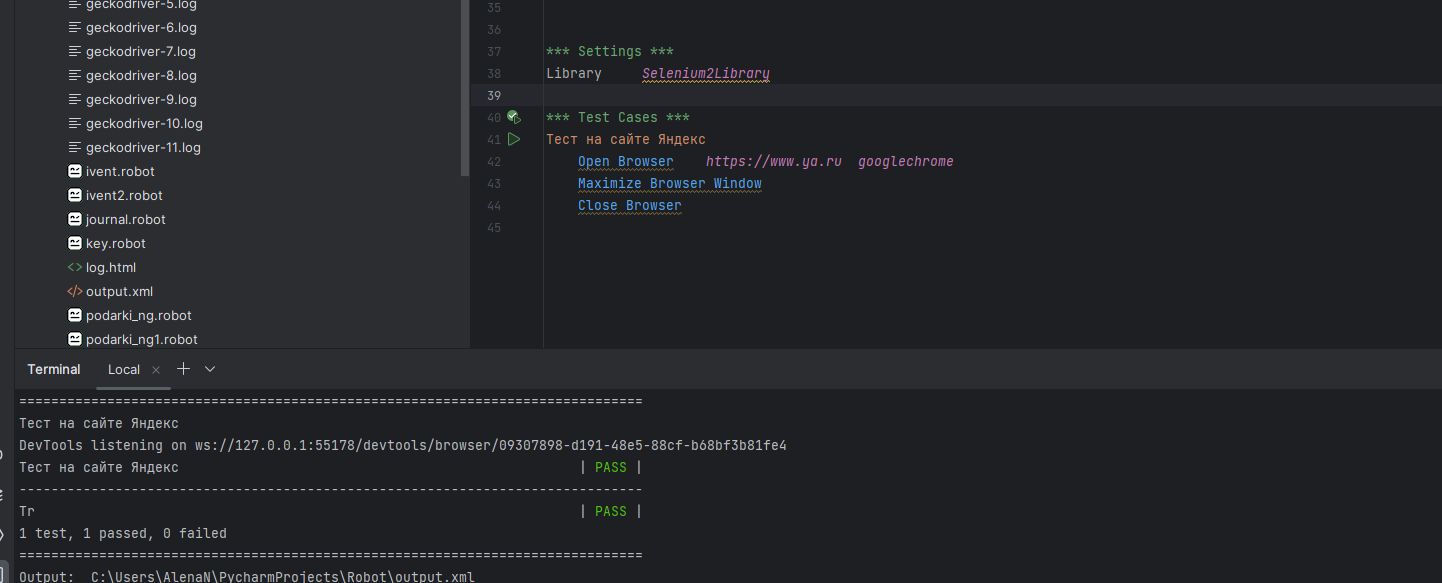 geckodriver-5.log
geckodriver-6.log
geckodriver-7.log
geckodriver-8.log
geckodriver-9.log
geckodriver-10.log
geckodriver-11.log
ivent.robot
ivent2.robot
journal.robot
key.robot
log.html
output.xml
podarki_ng.robot
podarki_ng1.robot
35
36
37 *** Settings ***
38 Library     Selenium2Library
39
40 *** Test Cases ***
41 Тест на сайте Яндекс
42     Open Browser    https://www.ya.ru  googlechrome
43     Maximize Browser Window
44     Close Browser
45
Terminal Local × +
==============================================================================
Тест на сайте Яндекс
DevTools listening on ws://127.0.0.1:55178/devtools/browser/09307898-d191-48e5-88cf-b68bf3b81fe4
Тест на сайте Яндекс                                                  | PASS |
------------------------------------------------------------------------------
Tr                                                                    | PASS |
1 test, 1 passed, 0 failed
==============================================================================
Output:  C:\Users\AlenaN\PycharmProjects\Robot\output.xml